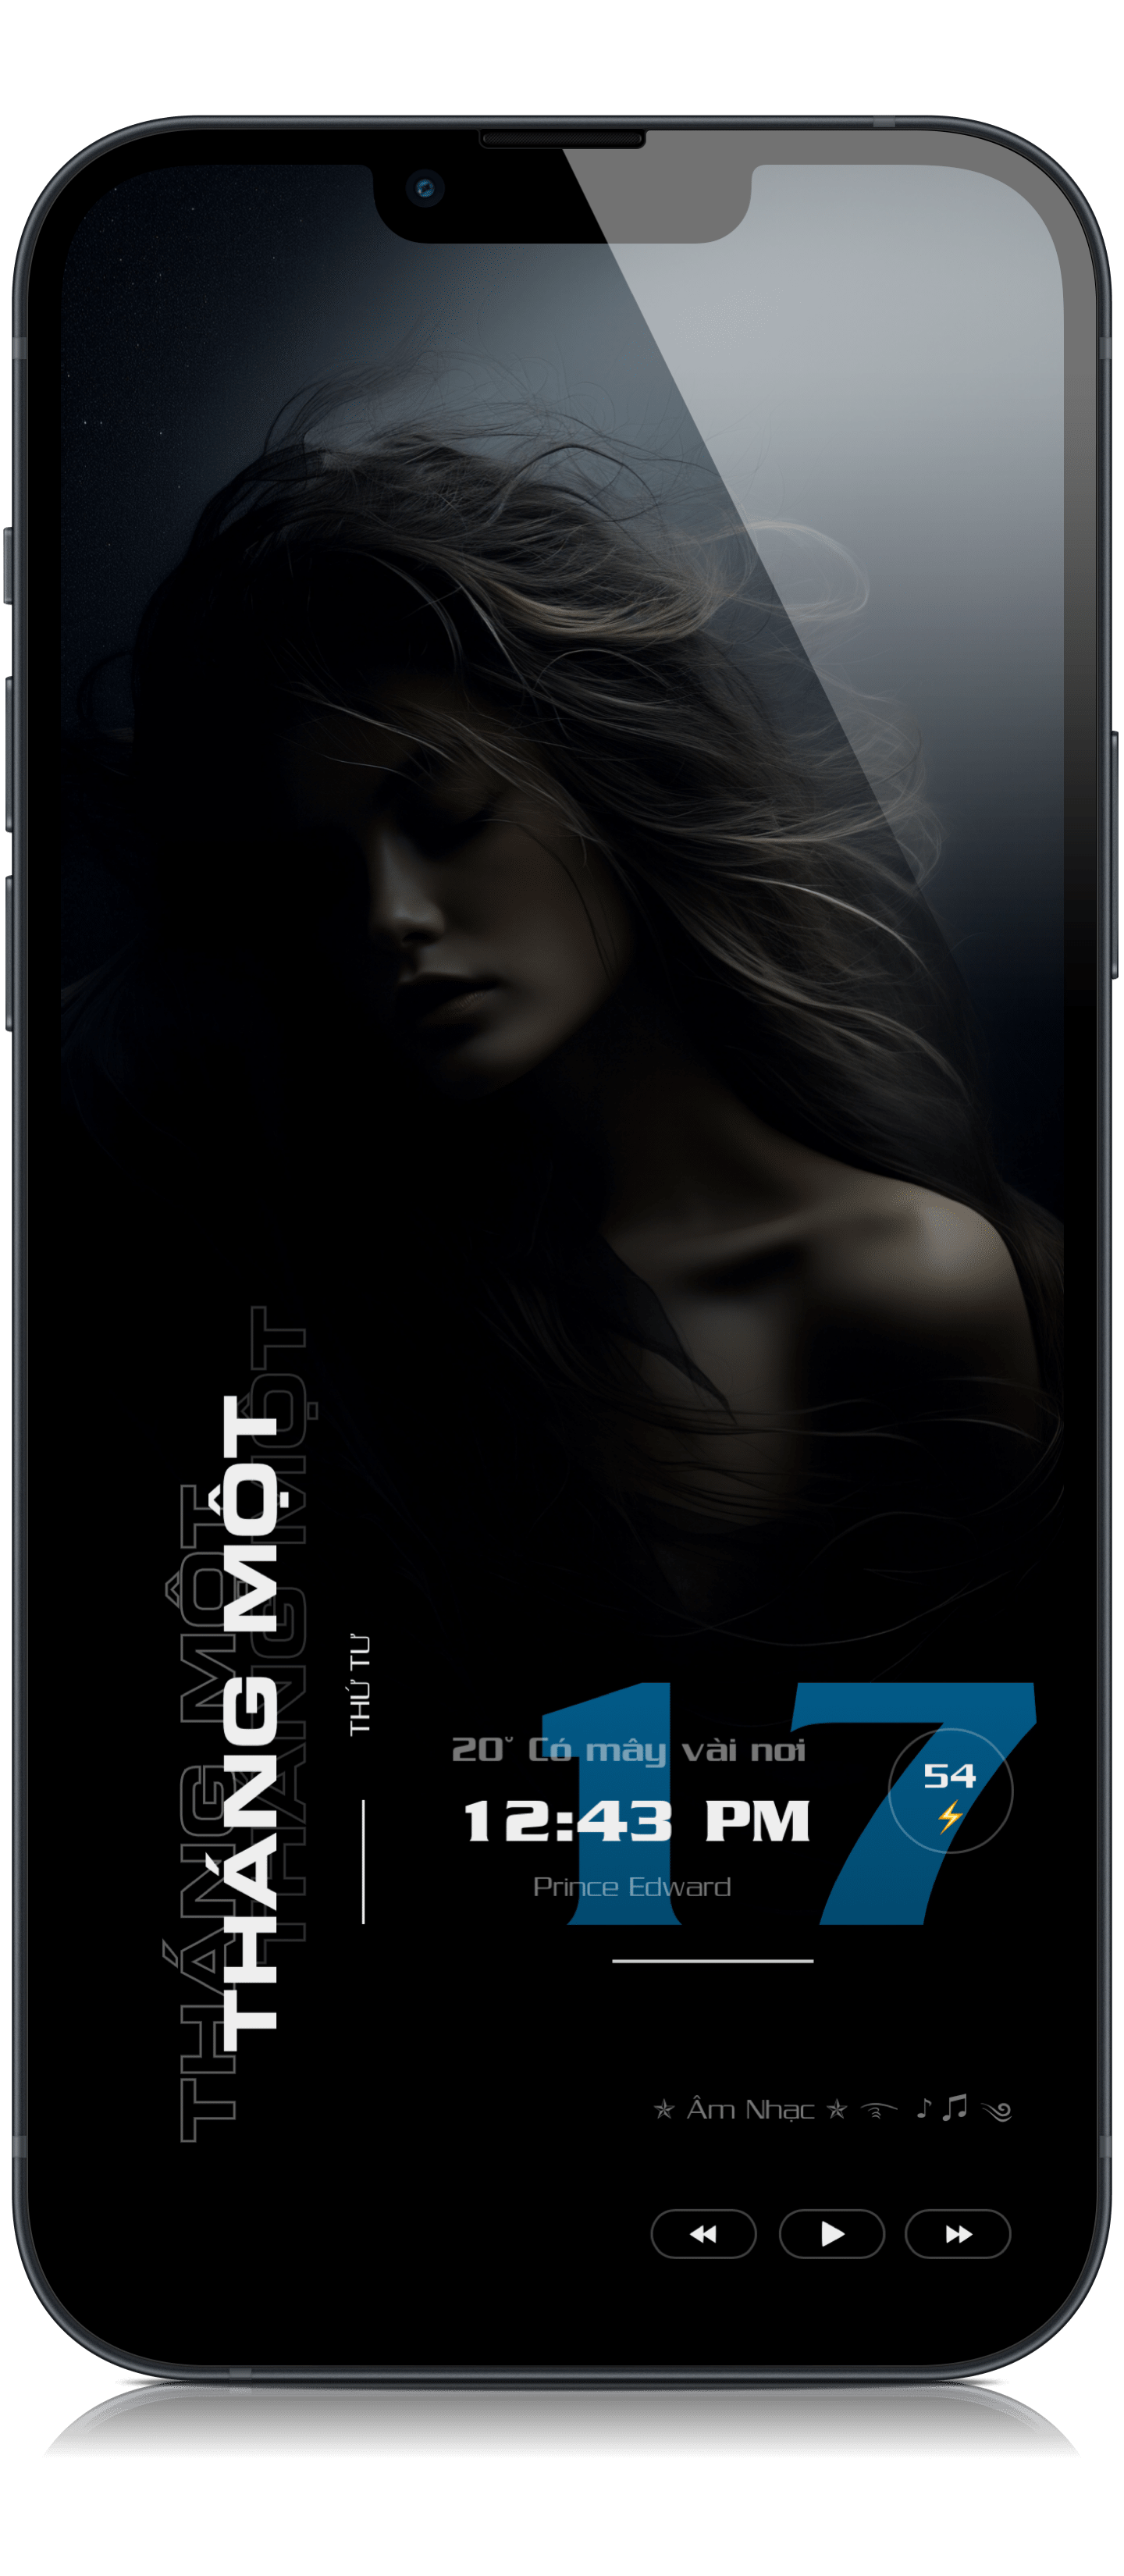 THÁNG MỘT
THÁNG MỘT
THÁNG MỘT
THỨ TƯ
17
20° Có mây vài nơi
12:43 PM
Prince Edward
54
Âm Nhạc